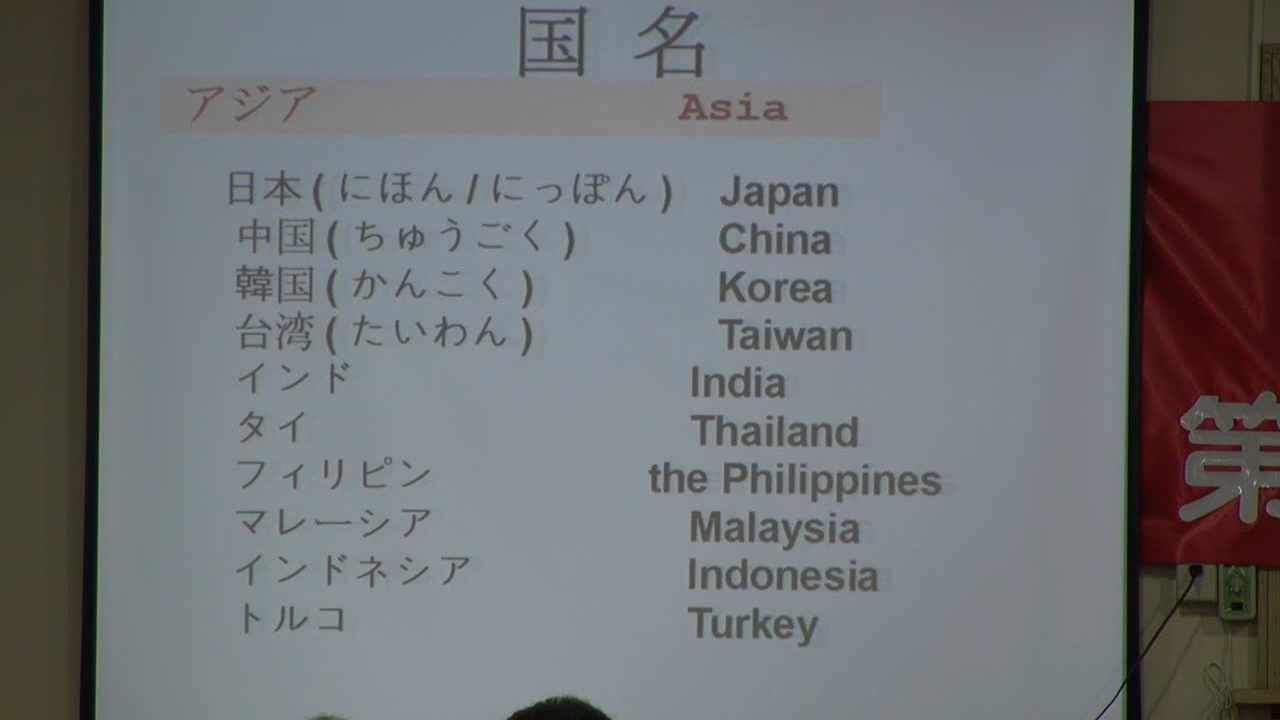 国 名
アジア Asia
日本 ( にほん / にっぽん ) Japan
中国 ( ちゅうごく ) China
韓国 ( かんこく ) Korea
台湾 ( たいわん ) Taiwan
インド India
タイ Thailand
フィリピン the Philippines
マレーシア Malaysia
インドネシア Indonesia
トルコ Turkey
第